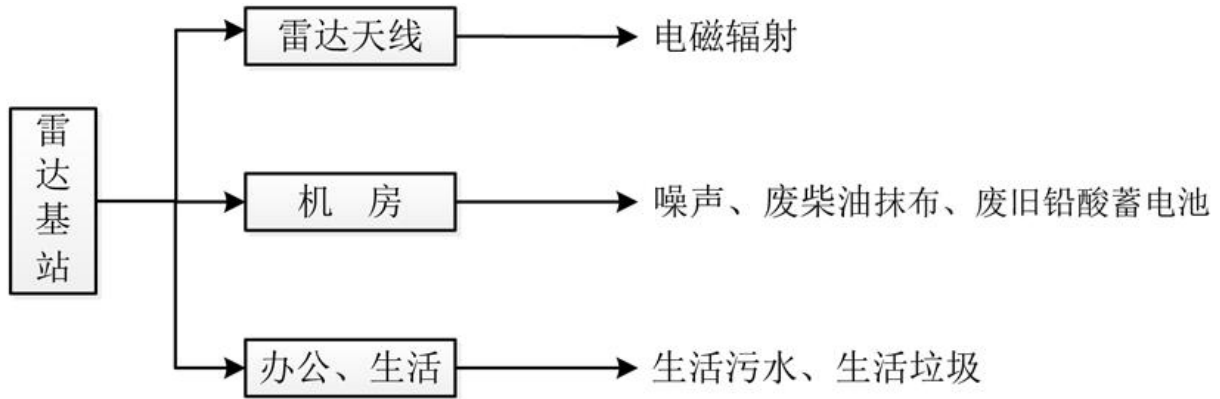 雷达基站
雷达天线
电磁辐射
机 房
噪声、废柴油抹布、废旧铅酸蓄电池
办公、生活
生活污水、生活垃圾